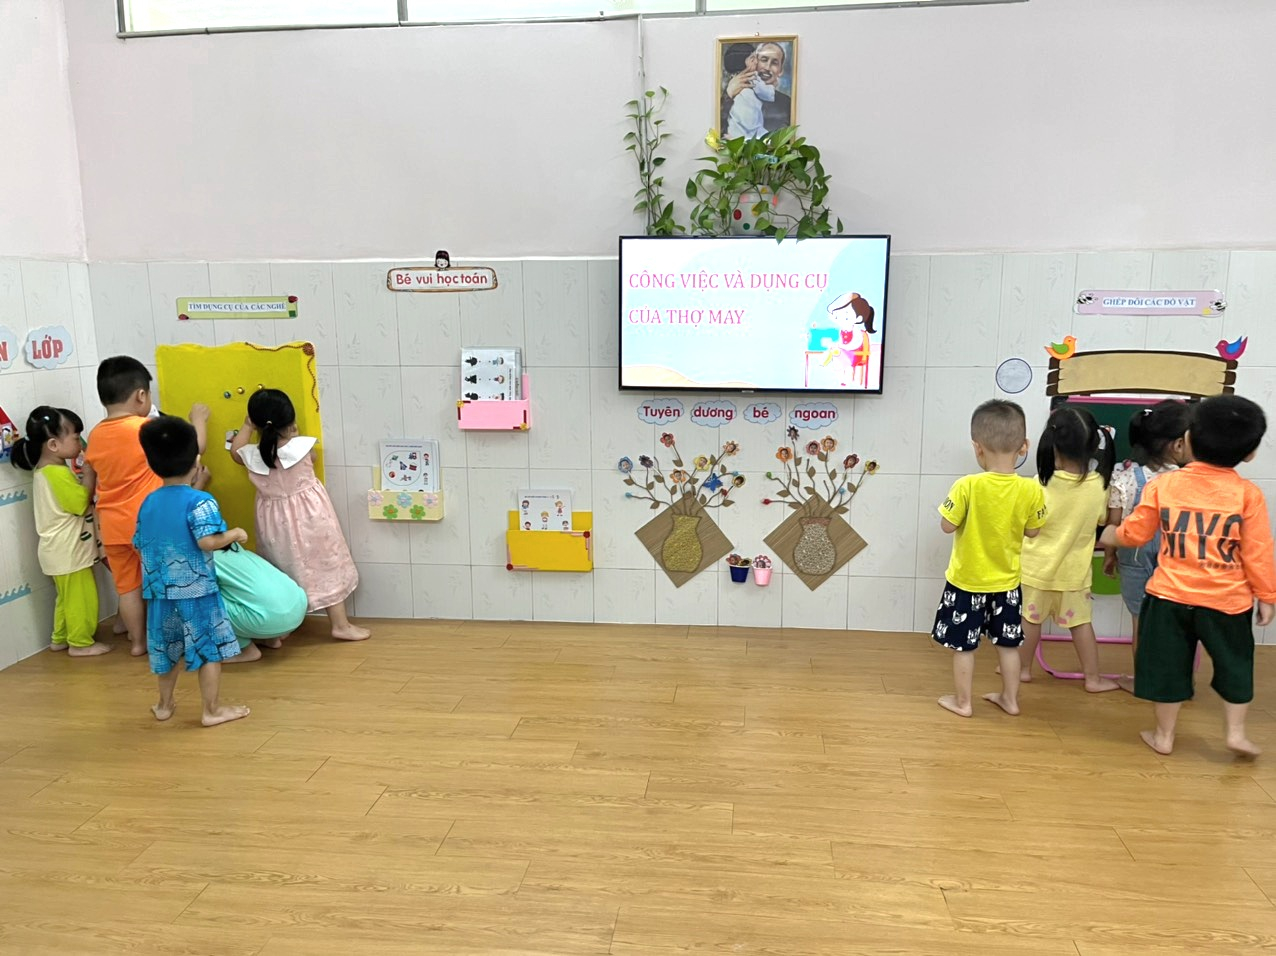 Bé vui học toán
CÔNG VIỆC VÀ DỤNG CỤ
CỦA THỢ MAY
TÌM DỤNG CỤ CỦA CÁC NGHỀ
GHÉP ĐÔI CÁC ĐỒ VẬT
N LỚP
Tuyên dương bé ngoan
MYC